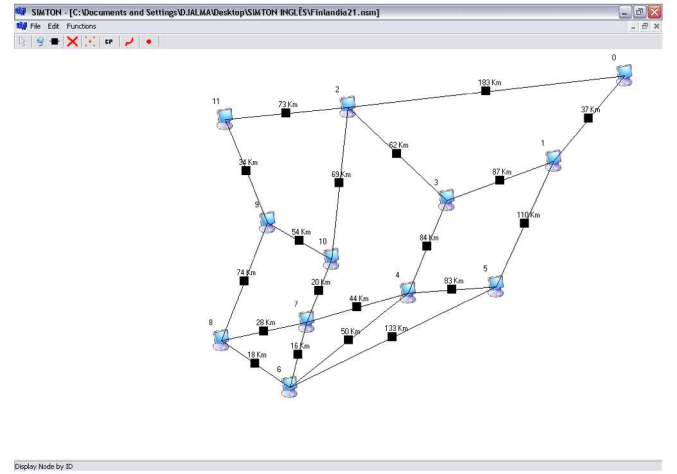 SIMTON - [C:\Documents and Settings\DJALMA\Desktop\SIMTON INGLÊS\Finlandia21.nsm]
File Edit Functions
CP
0
183 Km
2
11
73 Km
37 Km
1
62 Km
87 Km
34 Km
69 Km
3
9
110 Km
54 Km
10
84 Km
74 Km
20 Km
4
83 Km
5
7
44 Km
8
28 Km
50 Km
133 Km
16 Km
18 Km
6
Display Node by ID